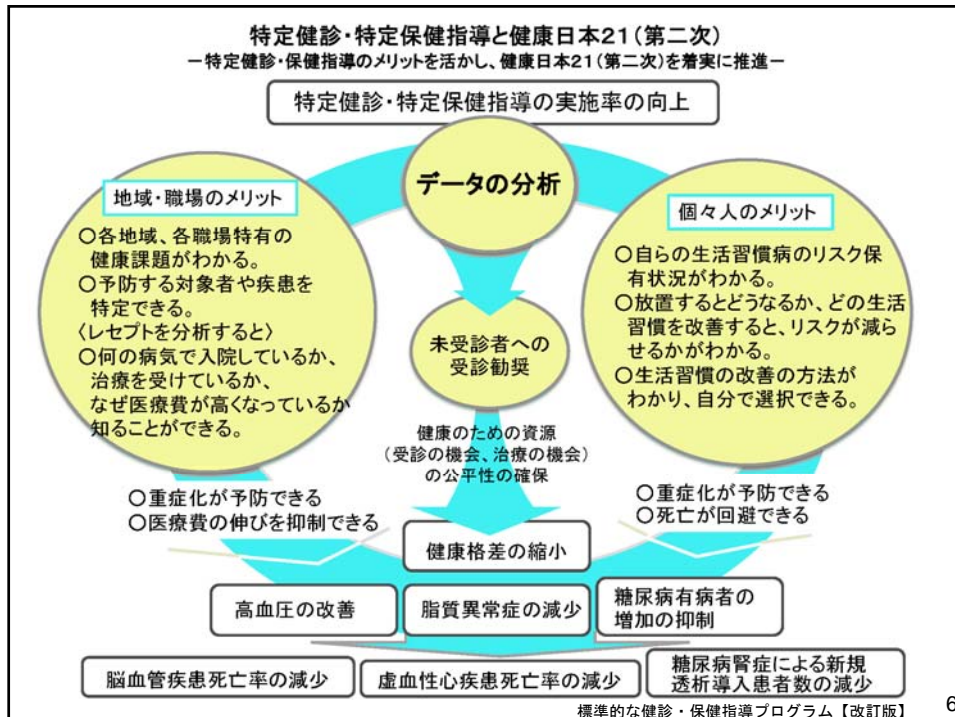 特定健診・特定保健指導と健康日本２１（第二次）
－特定健診・保健指導のメリットを活かし、健康日本２１（第二次）を着実に推進－
特定健診・特定保健指導の実施率の向上
データの分析
地域・職場のメリット
○各地域、各職場特有の
健康課題がわかる。
○予防する対象者や疾患を
特定できる。
〈レセプトを分析すると〉
○何の病気で入院しているか、
治療を受けているか、
なぜ医療費が高くなっているか
知ることができる。
個々人のメリット
○自らの生活習慣病のリスク保
有状況がわかる。
○放置するとどうなるか、どの生活
習慣を改善すると、リスクが減ら
せるかがわかる。
○生活習慣の改善の方法が
わかり、自分で選択できる。
未受診者への
受診勧奨
健康のための資源
（受診の機会、治療の機会）
の公平性の確保
○重症化が予防できる
○医療費の伸びを抑制できる
○重症化が予防できる
○死亡が回避できる
健康格差の縮小
高血圧の改善
脂質異常症の減少
糖尿病有病者の
増加の抑制
脳血管疾患死亡率の減少
虚血性心疾患死亡率の減少
糖尿病腎症による新規
透析導入患者数の減少
標準的な健診・保健指導プログラム【改訂版】
6